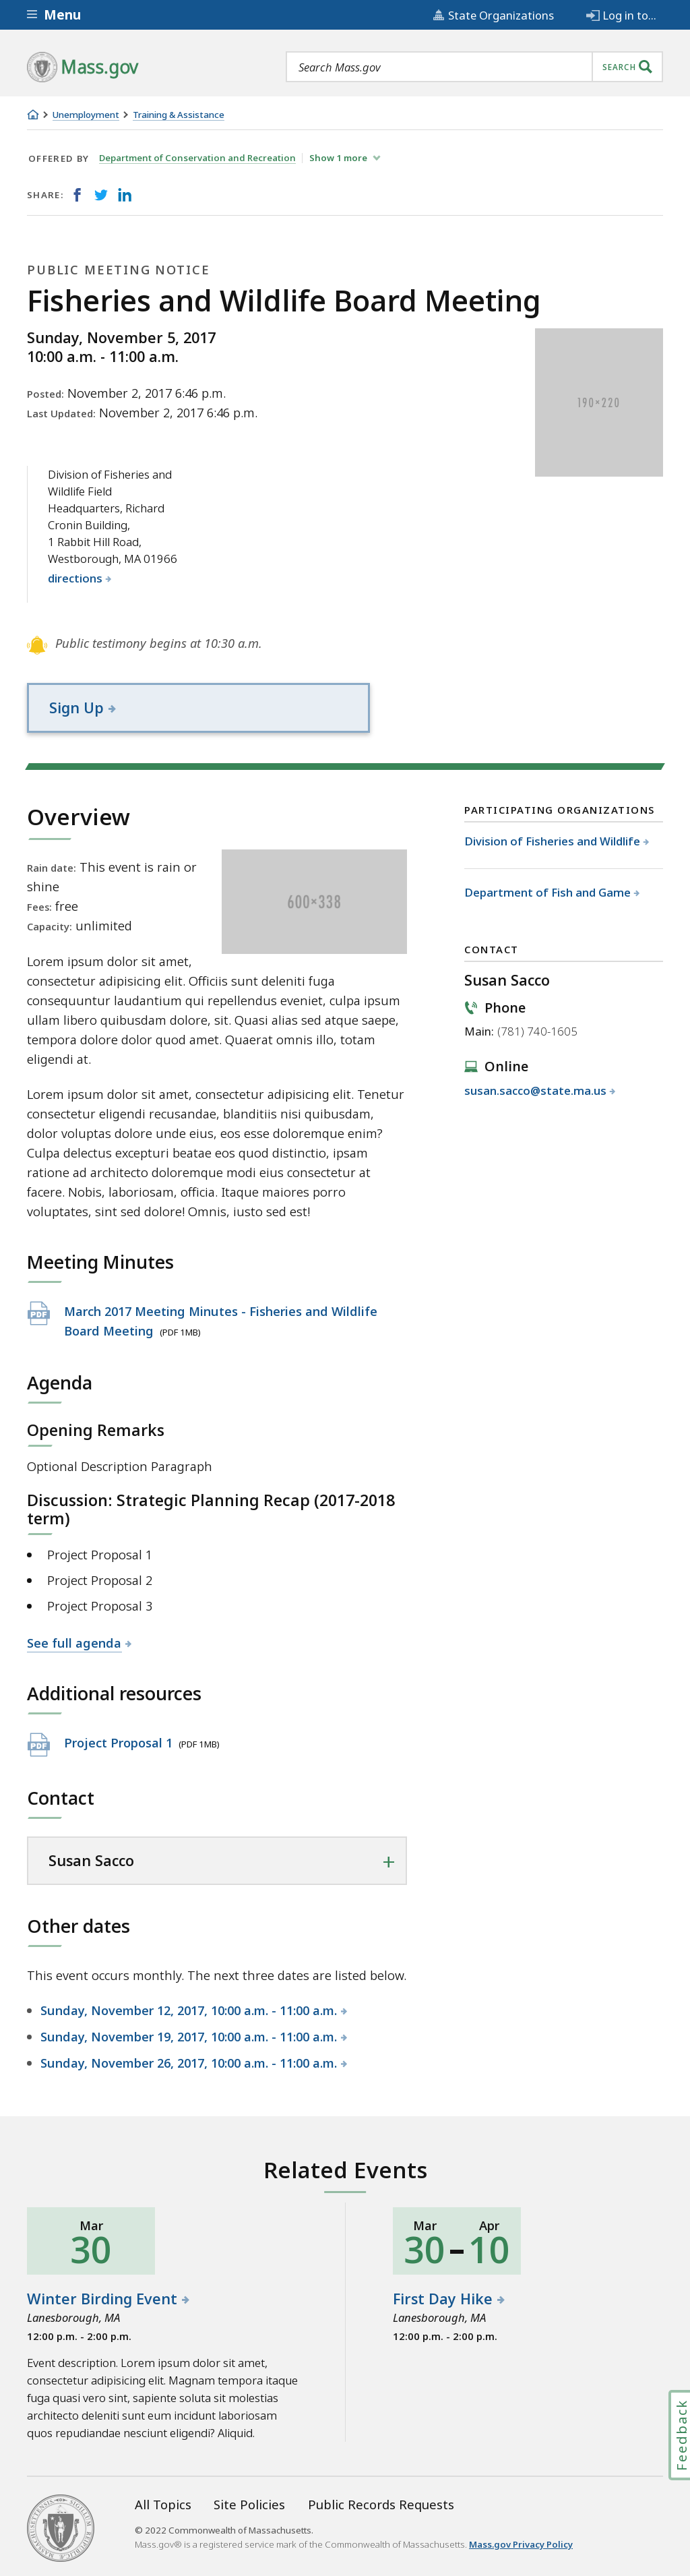 Menu
State Organizations
Log in to...
Mass.gov
Search Mass.gov
SEARCH
Unemployment
Training & Assistance
OFFERED BY
Department of Conservation and Recreation
Show 1 more
SHARE:
PUBLIC MEETING NOTICE
Fisheries and Wildlife Board Meeting
Sunday, November 5, 2017
10:00 a.m. - 11:00 a.m.
190×220
Posted: November 2, 2017 6:46 p.m.
Last Updated: November 2, 2017 6:46 p.m.
Division of Fisheries and
Wildlife Field
Headquarters, Richard
Cronin Building,
1 Rabbit Hill Road,
Westborough, MA 01966
directions
Public testimony begins at 10:30 a.m.
Sign Up
Overview
600×338
Rain date: This event is rain or
shine
Fees: free
Capacity: unlimited
Lorem ipsum dolor sit amet,
consectetur adipisicing elit. Officiis sunt deleniti fuga
consequuntur laudantium qui repellendus eveniet, culpa ipsum
ullam libero quibusdam dolore, sit. Quasi alias sed atque saepe,
tempora dolore dolor quod amet. Quaerat omnis illo, totam
eligendi at.
Lorem ipsum dolor sit amet, consectetur adipisicing elit. Tenetur
consectetur eligendi recusandae, blanditiis nisi quibusdam,
dolor voluptas dolore unde eius, eos esse doloremque enim?
Culpa delectus excepturi beatae eos quod distinctio, ipsam
ratione ad architecto doloremque modi eius consectetur at
facere. Nobis, laboriosam, officia. Itaque maiores porro
voluptates, sint sed dolore! Omnis, iusto sed est!
PARTICIPATING ORGANIZATIONS
Division of Fisheries and Wildlife
Department of Fish and Game
CONTACT
Susan Sacco
Phone
Main: (781) 740-1605
Online
susan.sacco@state.ma.us
Meeting Minutes
PDF
March 2017 Meeting Minutes - Fisheries and Wildlife
Board Meeting (PDF 1MB)
Agenda
Opening Remarks
Optional Description Paragraph
Discussion: Strategic Planning Recap (2017-2018
term)
Project Proposal 1
Project Proposal 2
Project Proposal 3
See full agenda
Additional resources
PDF
Project Proposal 1 (PDF 1MB)
Contact
Susan Sacco
Other dates
This event occurs monthly. The next three dates are listed below.
Sunday, November 12, 2017, 10:00 a.m. - 11:00 a.m.
Sunday, November 19, 2017, 10:00 a.m. - 11:00 a.m.
Sunday, November 26, 2017, 10:00 a.m. - 11:00 a.m.
Related Events
Mar
30
Winter Birding Event
Lanesborough, MA
12:00 p.m. - 2:00 p.m.
Event description. Lorem ipsum dolor sit amet,
consectetur adipisicing elit. Magnam tempora itaque
fuga quasi vero sint, sapiente soluta sit molestias
architecto deleniti sunt eum incidunt laboriosam
quos repudiandae nesciunt eligendi? Aliquid.
Mar Apr
30 – 10
First Day Hike
Lanesborough, MA
12:00 p.m. - 2:00 p.m.
Feedback
All Topics
Site Policies
Public Records Requests
© 2022 Commonwealth of Massachusetts.
Mass.gov® is a registered service mark of the Commonwealth of Massachusetts. Mass.gov Privacy Policy